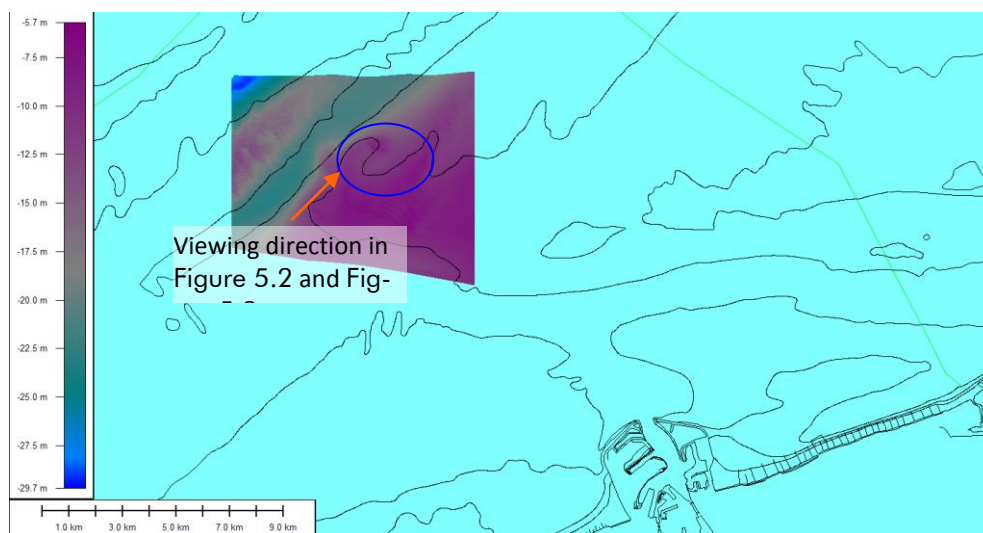 -5.7 m
-7.5 m
-10.0 m
-12.5 m
-15.0 m
-17.5 m
-20.0 m
-22.5 m
-25.0 m
-27.5 m
-29.7 m
Viewing direction in
Figure 5.2 and Fig-
1.0 km 3.0 km 5.0 km 7.0 km 9.0 km